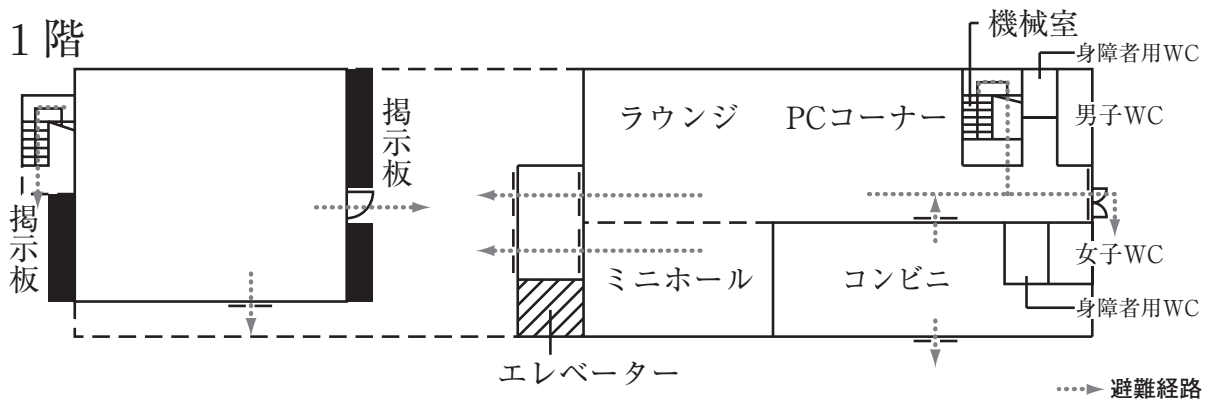 1 階
機械室
身障者用WC
掲示板
ラウンジ
PCコーナー
男子WC
掲示板
女子WC
ミニホール
コンビニ
身障者用WC
エレベーター
避難経路